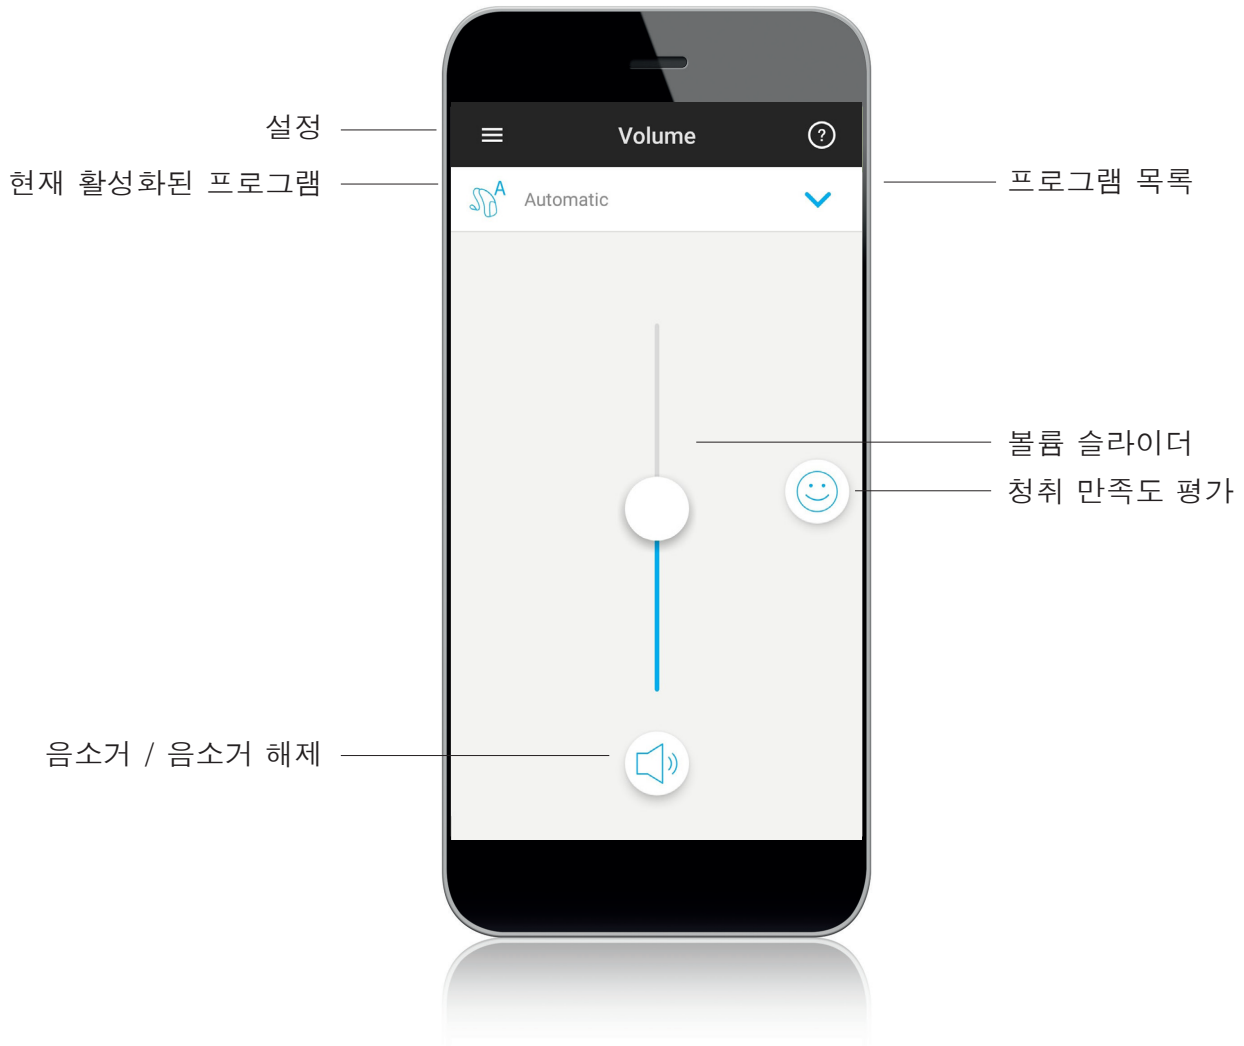 설정
Volume
?
현재 활성화된 프로그램
A
Automatic
프로그램 목록
볼륨 슬라이더
청취 만족도 평가
음소거 / 음소거 해제